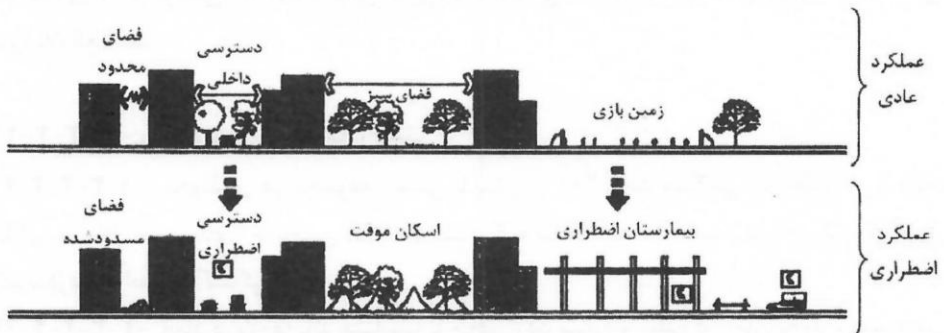 عملکرد
عادی
فضای
محدود
دسترسی
داخلی
فضای سبز
زمین بازی
عملکرد
اضطراری
فضای
مسدودشده
دسترسی
اضطراری
اسکان موقت
بیمارستان اضطراری